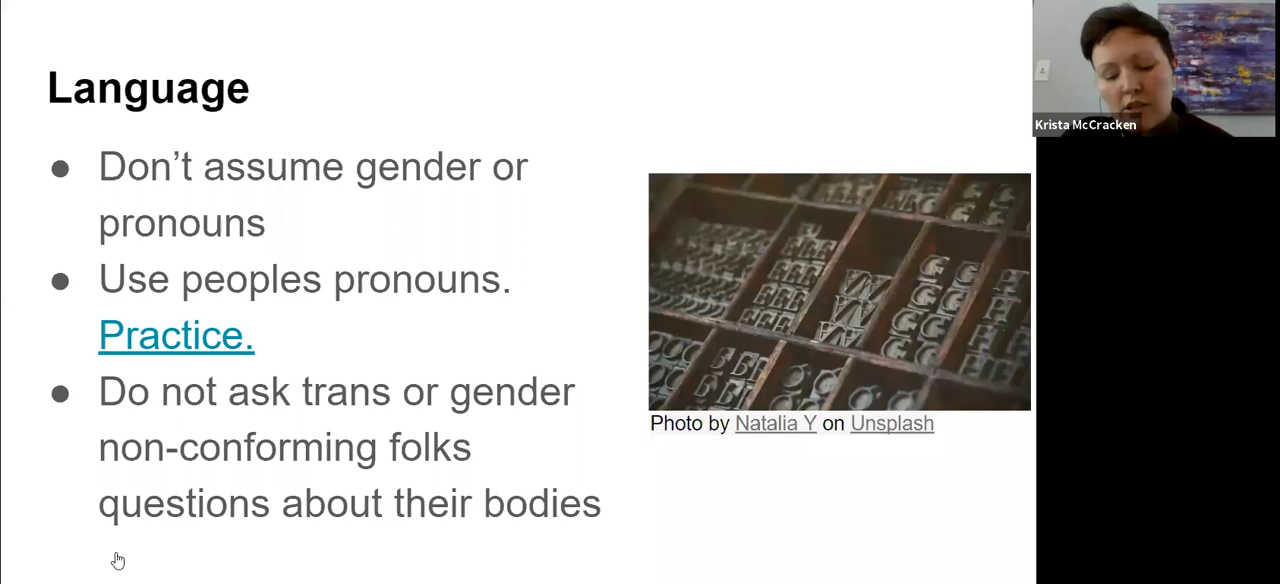 Language
● Don’t assume gender or
pronouns
● Use peoples pronouns.
Practice.
● Do not ask trans or gender
non-conforming folks
questions about their bodies
Photo by Natalia Y on Unsplash
Krista McCracken